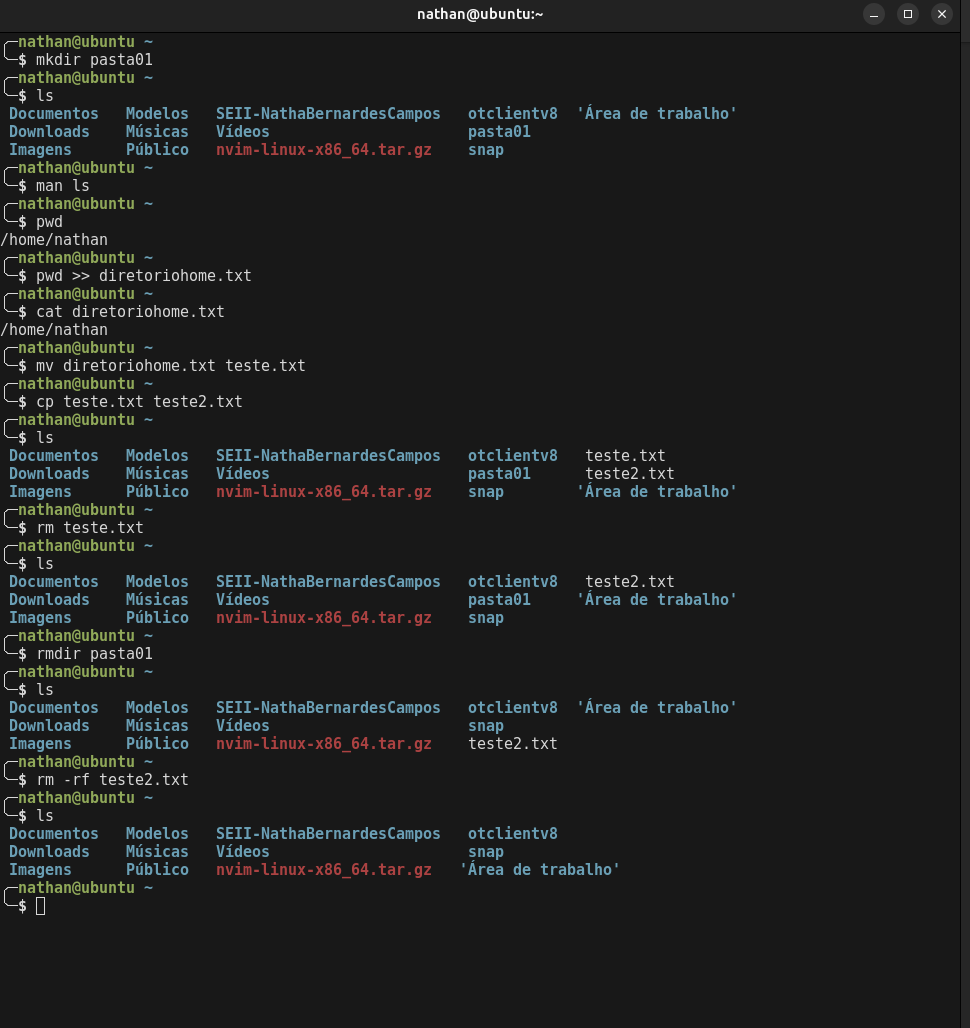 nathan@ubuntu:~
nathan@ubuntu ~
$ mkdir pasta01
nathan@ubuntu ~
$ ls
Documentos Modelos SEII-NathaBernardesCampos otclientv8 'Área de trabalho'
Downloads Músicas Vídeos pasta01
Imagens Público nvim-linux-x86_64.tar.gz snap
nathan@ubuntu ~
$ man ls
nathan@ubuntu ~
$ pwd
/home/nathan
nathan@ubuntu ~
$ pwd >> diretoriohome.txt
nathan@ubuntu ~
$ cat diretoriohome.txt
/home/nathan
nathan@ubuntu ~
$ mv diretoriohome.txt teste.txt
nathan@ubuntu ~
$ cp teste.txt teste2.txt
nathan@ubuntu ~
$ ls
Documentos Modelos SEII-NathaBernardesCampos otclientv8 teste.txt
Downloads Músicas Vídeos pasta01 teste2.txt
Imagens Público nvim-linux-x86_64.tar.gz snap 'Área de trabalho'
nathan@ubuntu ~
$ rm teste.txt
nathan@ubuntu ~
$ ls
Documentos Modelos SEII-NathaBernardesCampos otclientv8 teste2.txt
Downloads Músicas Vídeos pasta01 'Área de trabalho'
Imagens Público nvim-linux-x86_64.tar.gz snap
nathan@ubuntu ~
$ rmdir pasta01
nathan@ubuntu ~
$ ls
Documentos Modelos SEII-NathaBernardesCampos otclientv8 'Área de trabalho'
Downloads Músicas Vídeos snap
Imagens Público nvim-linux-x86_64.tar.gz teste2.txt
nathan@ubuntu ~
$ rm -rf teste2.txt
nathan@ubuntu ~
$ ls
Documentos Modelos SEII-NathaBernardesCampos otclientv8
Downloads Músicas Vídeos snap
Imagens Público nvim-linux-x86_64.tar.gz 'Área de trabalho'
nathan@ubuntu ~
$